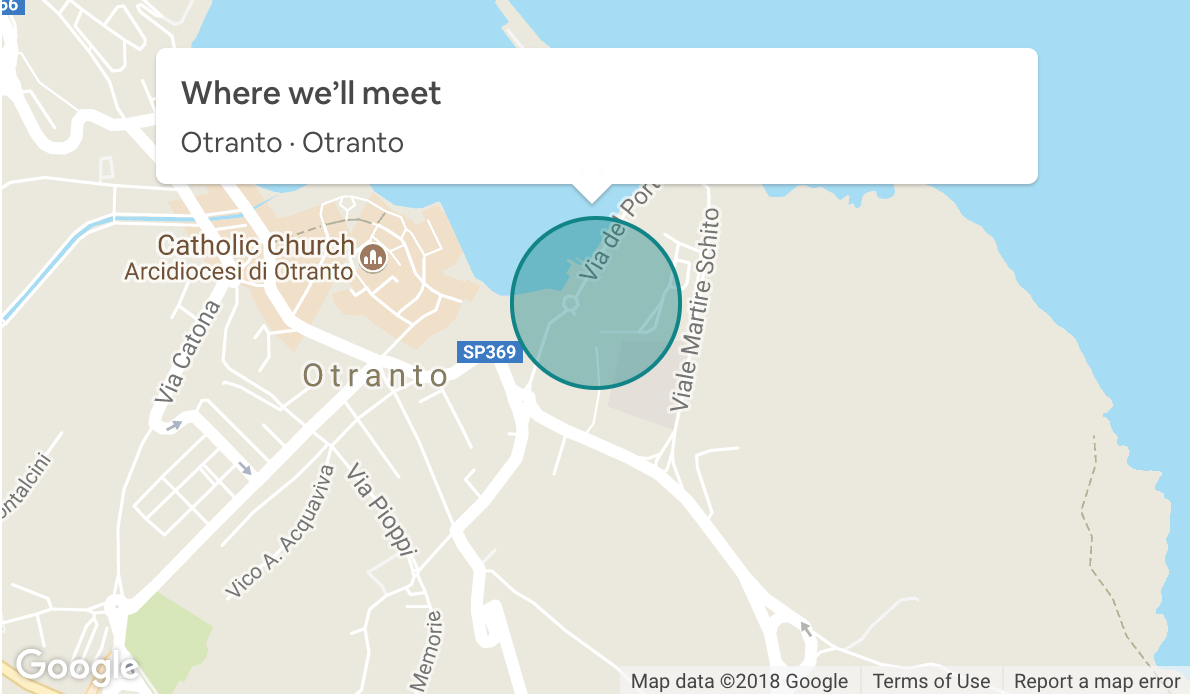 66
Where we’ll meet
Otranto · Otranto
Via del Port
Catholic Church
Arcidiocesi di Otranto
Viale Martire Schito
Via Catona
SP369
Otranto
ontalcini
Vico A. Acquaviva
Via Pioppi
Memorie
Google
Map data ©2018 Google
Terms of Use
Report a map error